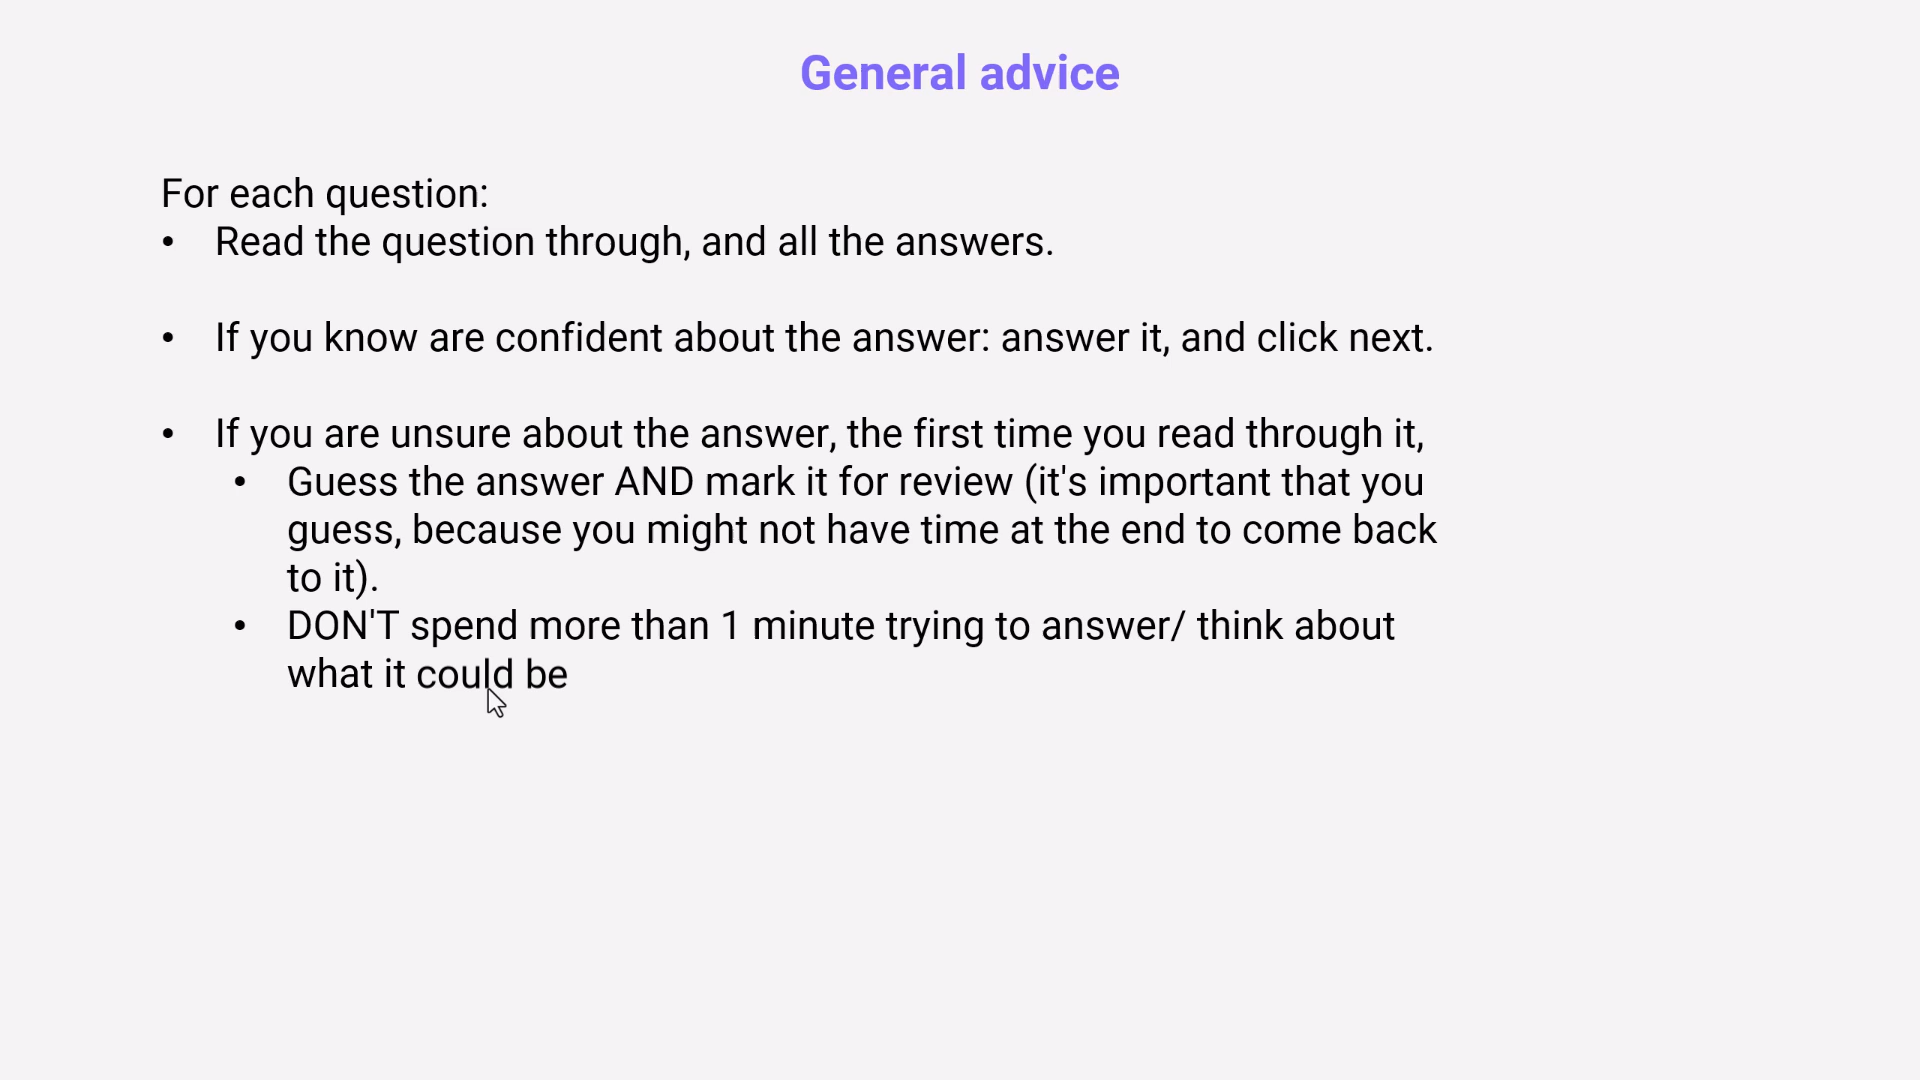 General advice
For each question:
• Read the question through, and all the answers.
• If you know are confident about the answer: answer it, and click next.
• If you are unsure about the answer, the first time you read through it,
• Guess the answer AND mark it for review (it's important that you
guess, because you might not have time at the end to come back
to it).
• DON'T spend more than 1 minute trying to answer/ think about
what it could be